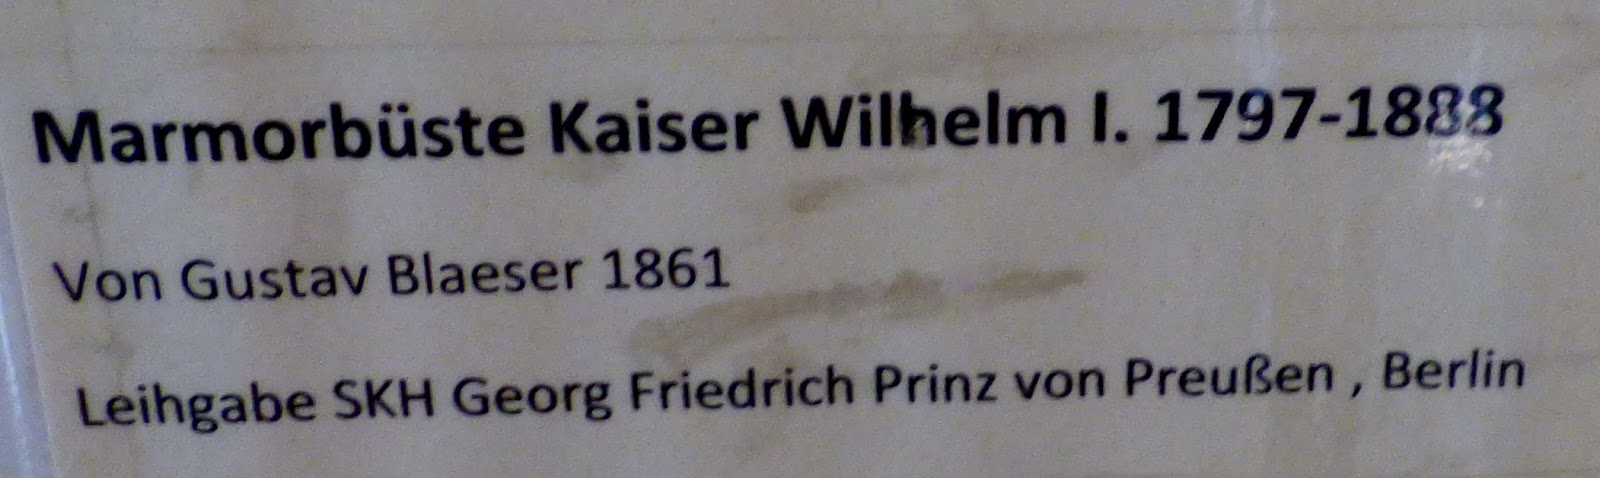 Marmorbüste Kaiser Wilhelm I. 1797-1888
Von Gustav Blaeser 1861
Leihgabe SKH Georg Friedrich Prinz von Preußen , Berlin